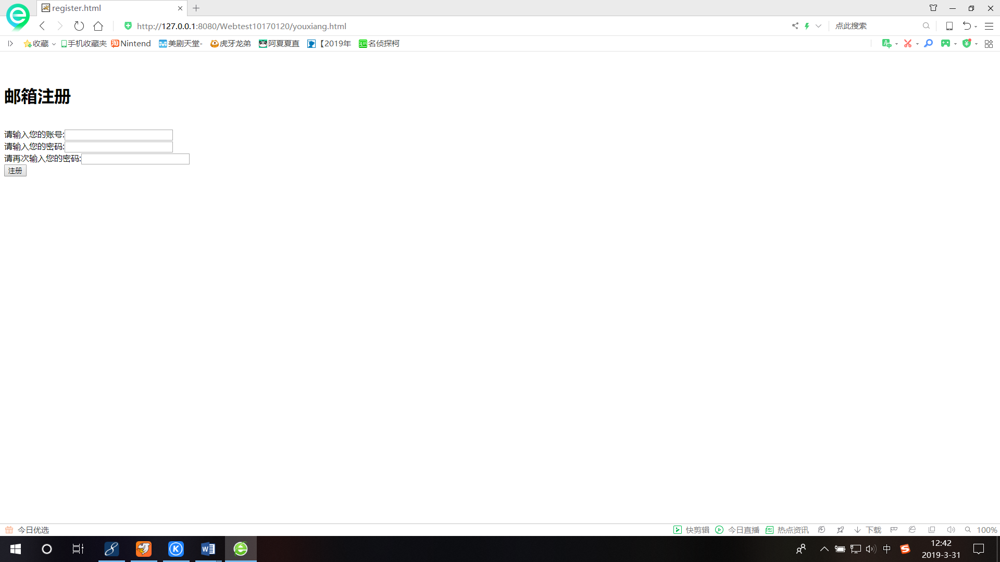 register.html
http://127.0.0.1:8080/Webtest10170120/youxiang.html
点此搜索
收藏 手机收藏夹 Nintend 美剧天堂- 虎牙龙弟 阿夏夏直 【2019年 名侦探柯
邮箱注册
请输入您的账号:
请输入您的密码:
请再次输入您的密码:
注册
今日优选 快剪辑 今日直播 热点资讯 下载 100%
中 12:42
2019-3-31